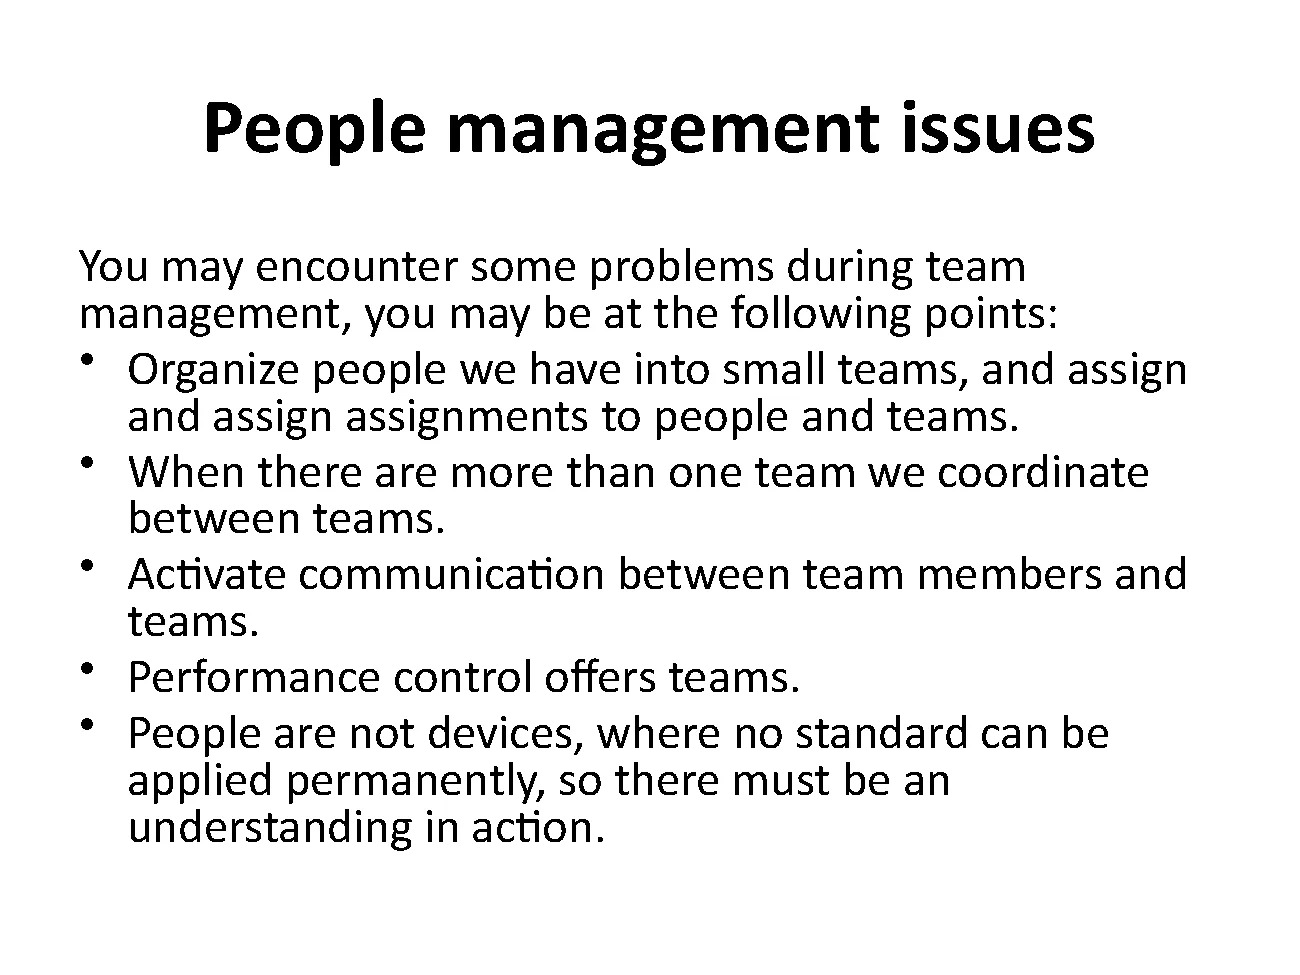 People management issues
You may encounter some problems during team
management, you may be at the following points:
• Organize people we have into small teams, and assign
and assign assignments to people and teams.
• When there are more than one team we coordinate
between teams.
• Activate communication between team members and
teams.
• Performance control offers teams.
• People are not devices, where no standard can be
applied permanently, so there must be an
understanding in action.